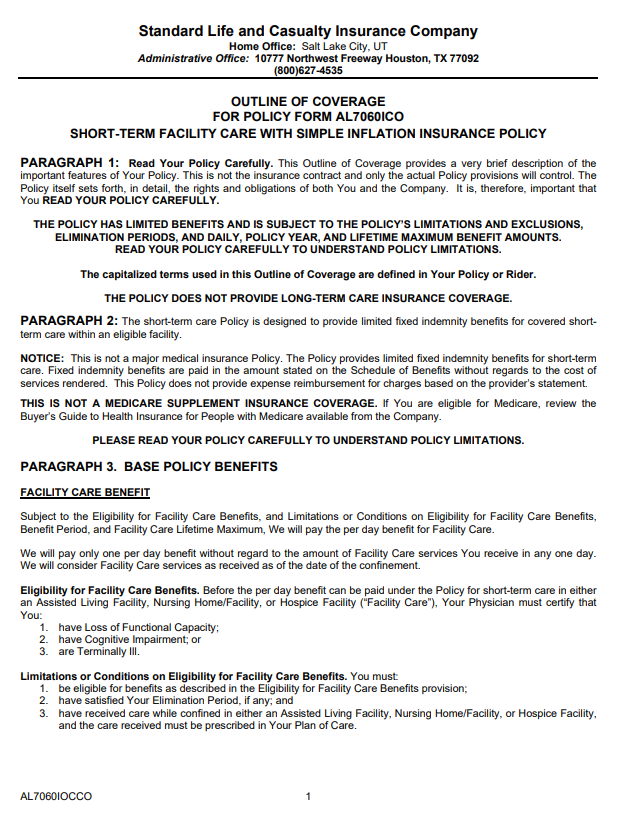 Standard Life and Casualty Insurance Company
Home Office: Salt Lake City, UT
Administrative Office: 10777 Northwest Freeway Houston, TX 77092
(800)627-4535
OUTLINE OF COVERAGE
FOR POLICY FORM AL7060ICO
SHORT-TERM FACILITY CARE WITH SIMPLE INFLATION INSURANCE POLICY
PARAGRAPH 1: Read Your Policy Carefully. This Outline of Coverage provides a very brief description of the
important features of Your Policy. This is not the insurance contract and only the actual Policy provisions will control. The
Policy itself sets forth, in detail, the rights and obligations of both You and the Company. It is, therefore, important that
You READ YOUR POLICY CAREFULLY.
THE POLICY HAS LIMITED BENEFITS AND IS SUBJECT TO THE POLICY'S LIMITATIONS AND EXCLUSIONS,
ELIMINATION PERIODS, AND DAILY, POLICY YEAR, AND LIFETIME MAXIMUM BENEFIT AMOUNTS.
READ YOUR POLICY CAREFULLY TO UNDERSTAND POLICY LIMITATIONS.
The capitalized terms used in this Outline of Coverage are defined in Your Policy or Rider.
THE POLICY DOES NOT PROVIDE LONG-TERM CARE INSURANCE COVERAGE.
PARAGRAPH 2: The short-term care Policy is designed to provide limited fixed indemnity benefits for covered short-
term care within an eligible facility.
NOTICE: This is not a major medical insurance Policy. The Policy provides limited fixed indemnity benefits for short-term
care. Fixed indemnity benefits are paid in the amount stated on the Schedule of Benefits without regards to the cost of
services rendered. This Policy does not provide expense reimbursement for charges based on the provider's statement.
THIS IS NOT A MEDICARE SUPPLEMENT INSURANCE COVERAGE. If You are eligible for Medicare, review the
Buyer's Guide to Health Insurance for People with Medicare available from the Company.
PLEASE READ YOUR POLICY CAREFULLY TO UNDERSTAND POLICY LIMITATIONS.
PARAGRAPH 3. BASE POLICY BENEFITS
FACILITY CARE BENEFIT
Subject to the Eligibility for Facility Care Benefits, and Limitations or Conditions on Eligibility for Facility Care Benefits,
Benefit Period, and Facility Care Lifetime Maximum, We will pay the per day benefit for Facility Care.
We will pay only one per day benefit without regard to the amount of Facility Care services You receive in any one day.
We will consider Facility Care services as received as of the date of the confinement.
Eligibility for Facility Care Benefits. Before the per day benefit can be paid under the Policy for short-term care in either
an Assisted Living Facility, Nursing Home/Facility, or Hospice Facility ("Facility Care"), Your Physician must certify that
You:
1. have Loss of Functional Capacity;
2. have Cognitive Impairment; or
3. are Terminally Ill.
Limitations or Conditions on Eligibility for Facility Care Benefits. You must:
1. be eligible for benefits as described in the Eligibility for Facility Care Benefits provision;
2. have satisfied Your Elimination Period, if any; and
3. have received care while confined in either an Assisted Living Facility, Nursing Home/Facility, or Hospice Facility,
and the care received must be prescribed in Your Plan of Care.
AL7060IOCCO 1